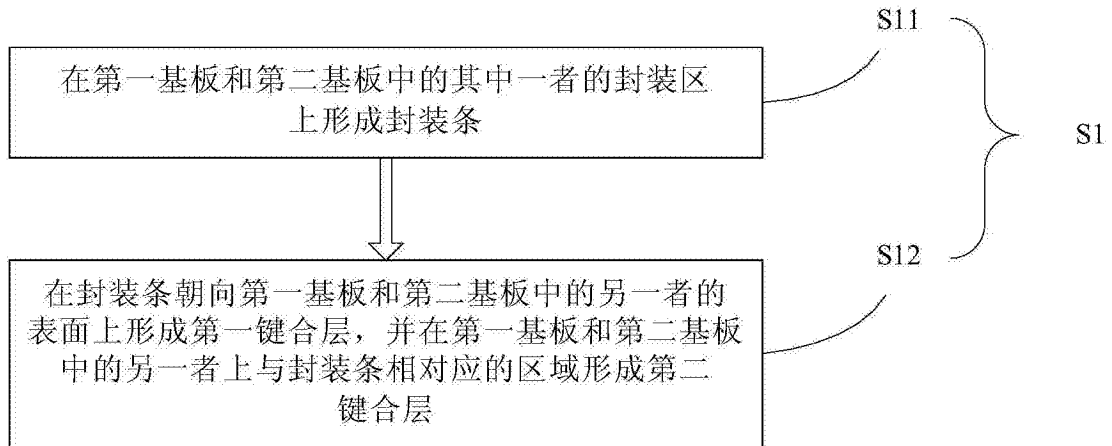 S11
在第一基板和第二基板中的其中一者的封装区
上形成封装条
S1
S12
在封装条朝向第一基板和第二基板中的另一者的
表面上形成第一键合层，并在第一基板和第二基板
中的另一者上与封装条相对应的区域形成第二
键合层